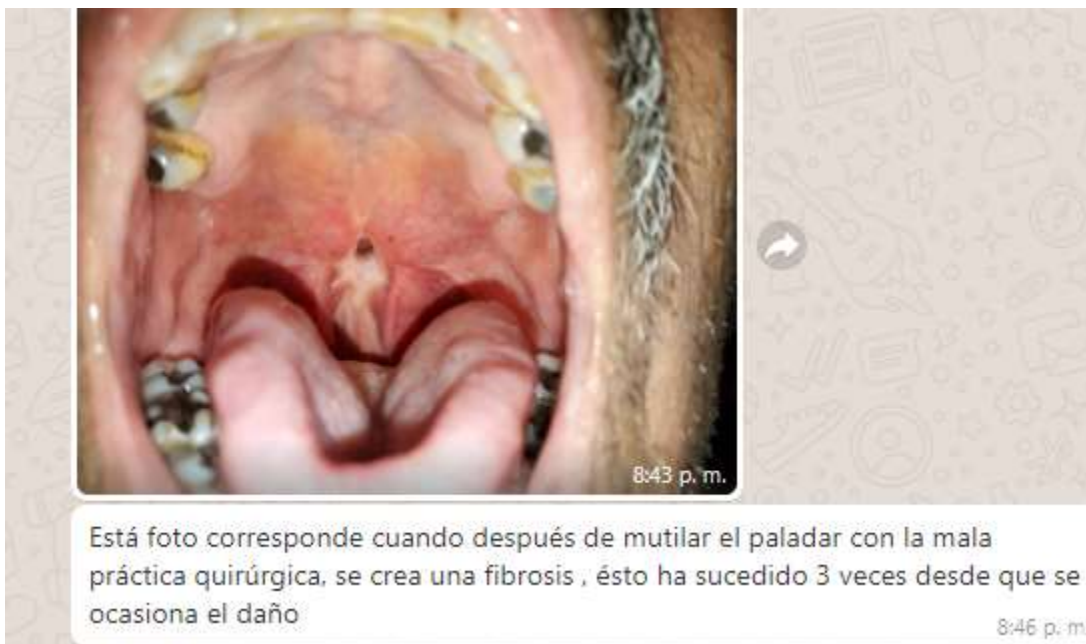 8:43 p. m.
Está foto corresponde cuando después de mutilar el paladar con la mala
práctica quirúrgica, se crea una fibrosis , ésto ha sucedido 3 veces desde que se
ocasiona el daño
8:46 p. m